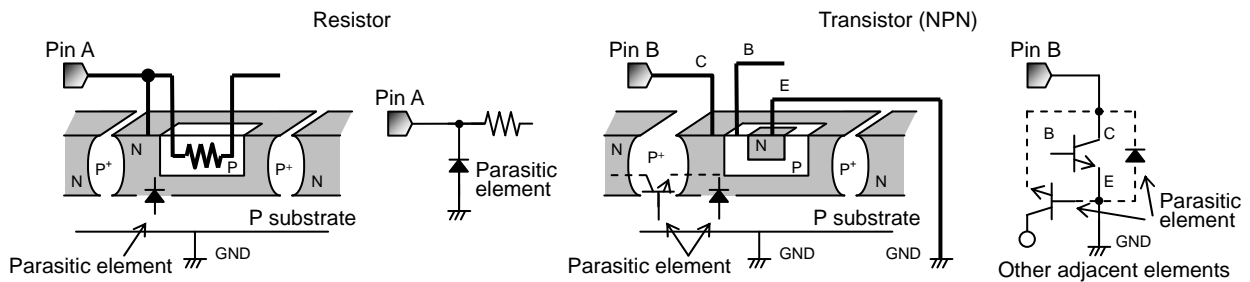 Resistor
Pin A
N
P+
N
P
P+
N
P substrate
GND
Parasitic element
Pin A
Parasitic
element
Transistor (NPN)
Pin B
C
B
E
N
P+
N
P
P+
N
P substrate
GND
GND
Parasitic element
Pin B
B
C
E
GND
Parasitic
element
Other adjacent elements